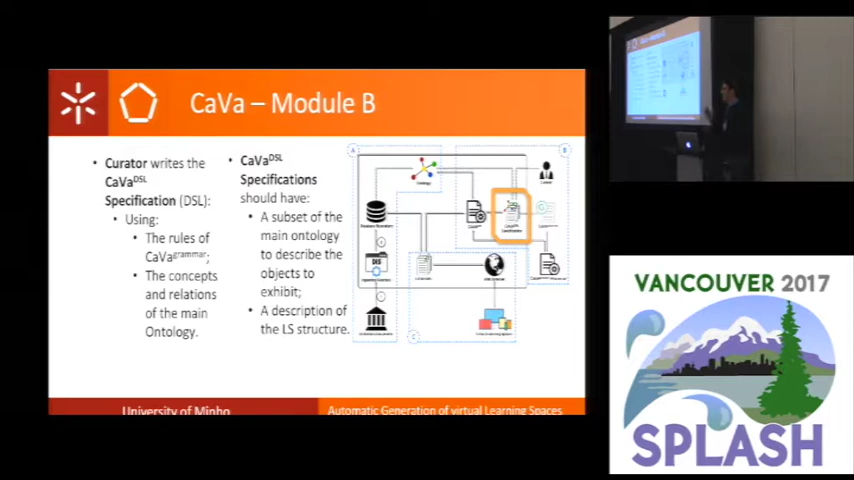 CaVa – Module B
• Curator writes the
CaVaDSL
Specification (DSL):
• Using:
• The rules of
CaVagrammar;
• The concepts
and relations
of the main
Ontology.
• CaVaDSL
Specifications
should have:
• A subset of the
main ontology
to describe the
objects to
exhibit;
• A description of
the LS structure.
A
B
C
University of Minho
Automatic Generation of virtual Learning Spaces
VANCOUVER 2017
SPLASH